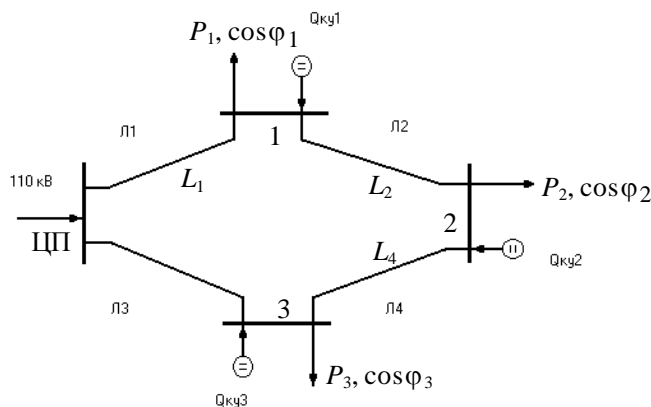 Qку1
P₁, cosφ₁
Л1
Л2
1
L₁
L₂
110 кВ
P₂, cosφ₂
2
ЦП
L₄
Qку2
Л3
3
Л4
P₃, cosφ₃
Qку3